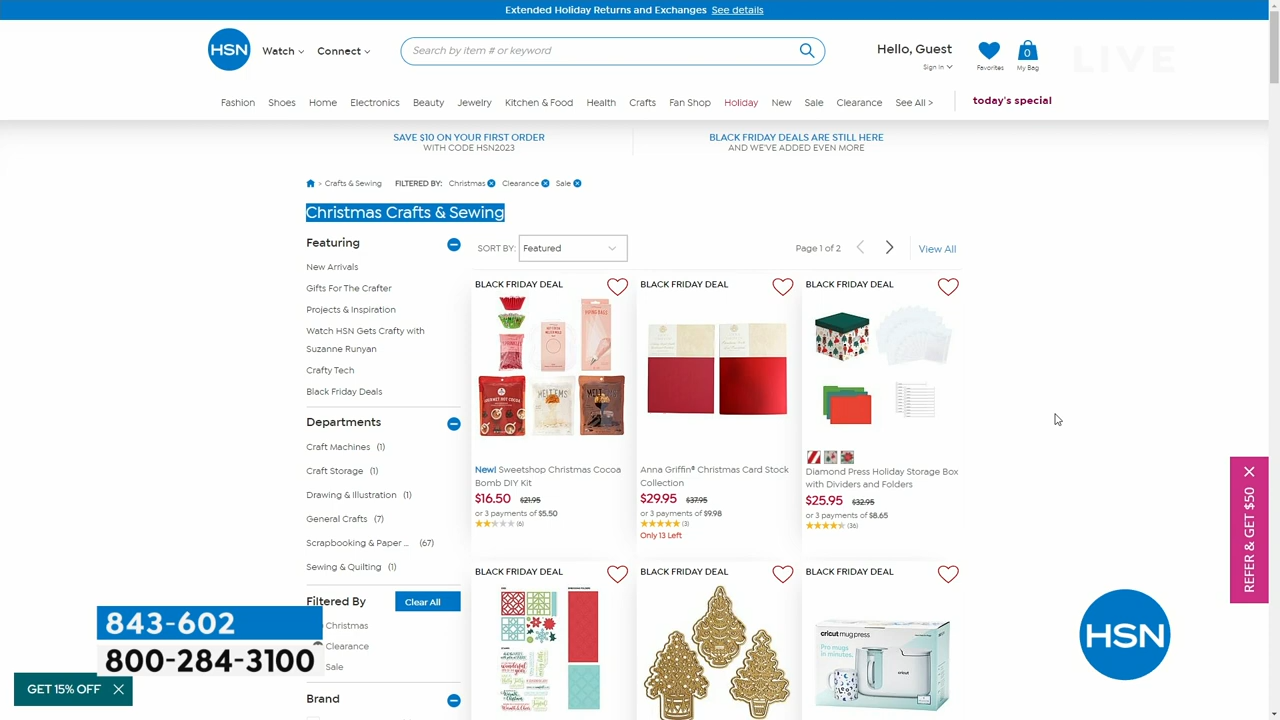 Extended Holiday Returns and Exchanges See details
HSN
Watch
Connect
Search by item # or keyword
Hello, Guest
Sign In
Favorites
0
My Bag
LIVE
Fashion Shoes Home Electronics Beauty Jewelry Kitchen & Food Health Crafts Fan Shop Holiday New Sale Clearance See All >
today's special
SAVE $10 ON YOUR FIRST ORDER
WITH CODE HSN2023
BLACK FRIDAY DEALS ARE STILL HERE
AND WE'VE ADDED EVEN MORE
> Crafts & Sewing FILTERED BY: Christmas Clearance Sale
Christmas Crafts & Sewing
Featuring
New Arrivals
Gifts For The Crafter
Projects & Inspiration
Watch HSN Gets Crafty with
Suzanne Runyan
Crafty Tech
Black Friday Deals
Departments
Craft Machines (1)
Craft Storage (1)
Drawing & Illustration (1)
General Crafts (7)
Scrapbooking & Paper ... (67)
Sewing & Quilting (1)
Filtered By
Clear All
Christmas
Clearance
Sale
Brand
SORT BY: Featured
Page 1 of 2
View All
BLACK FRIDAY DEAL
MELTEMS
New! Sweetshop Christmas Cocoa
Bomb DIY Kit
$16.50 $21.95
or 3 payments of $5.50
(6)
BLACK FRIDAY DEAL
Anna Griffin® Christmas Card Stock
Collection
$29.95 $37.95
or 3 payments of $9.98
(3)
Only 13 Left
BLACK FRIDAY DEAL
Diamond Press Holiday Storage Box
with Dividers and Folders
$25.95 $32.95
or 3 payments of $8.65
(36)
BLACK FRIDAY DEAL
BLACK FRIDAY DEAL
BLACK FRIDAY DEAL
cricut mug press
Pro mugs
in minutes.
cricut
843-602
800-284-3100
GET 15% OFF
REFER & GET $50
HSN